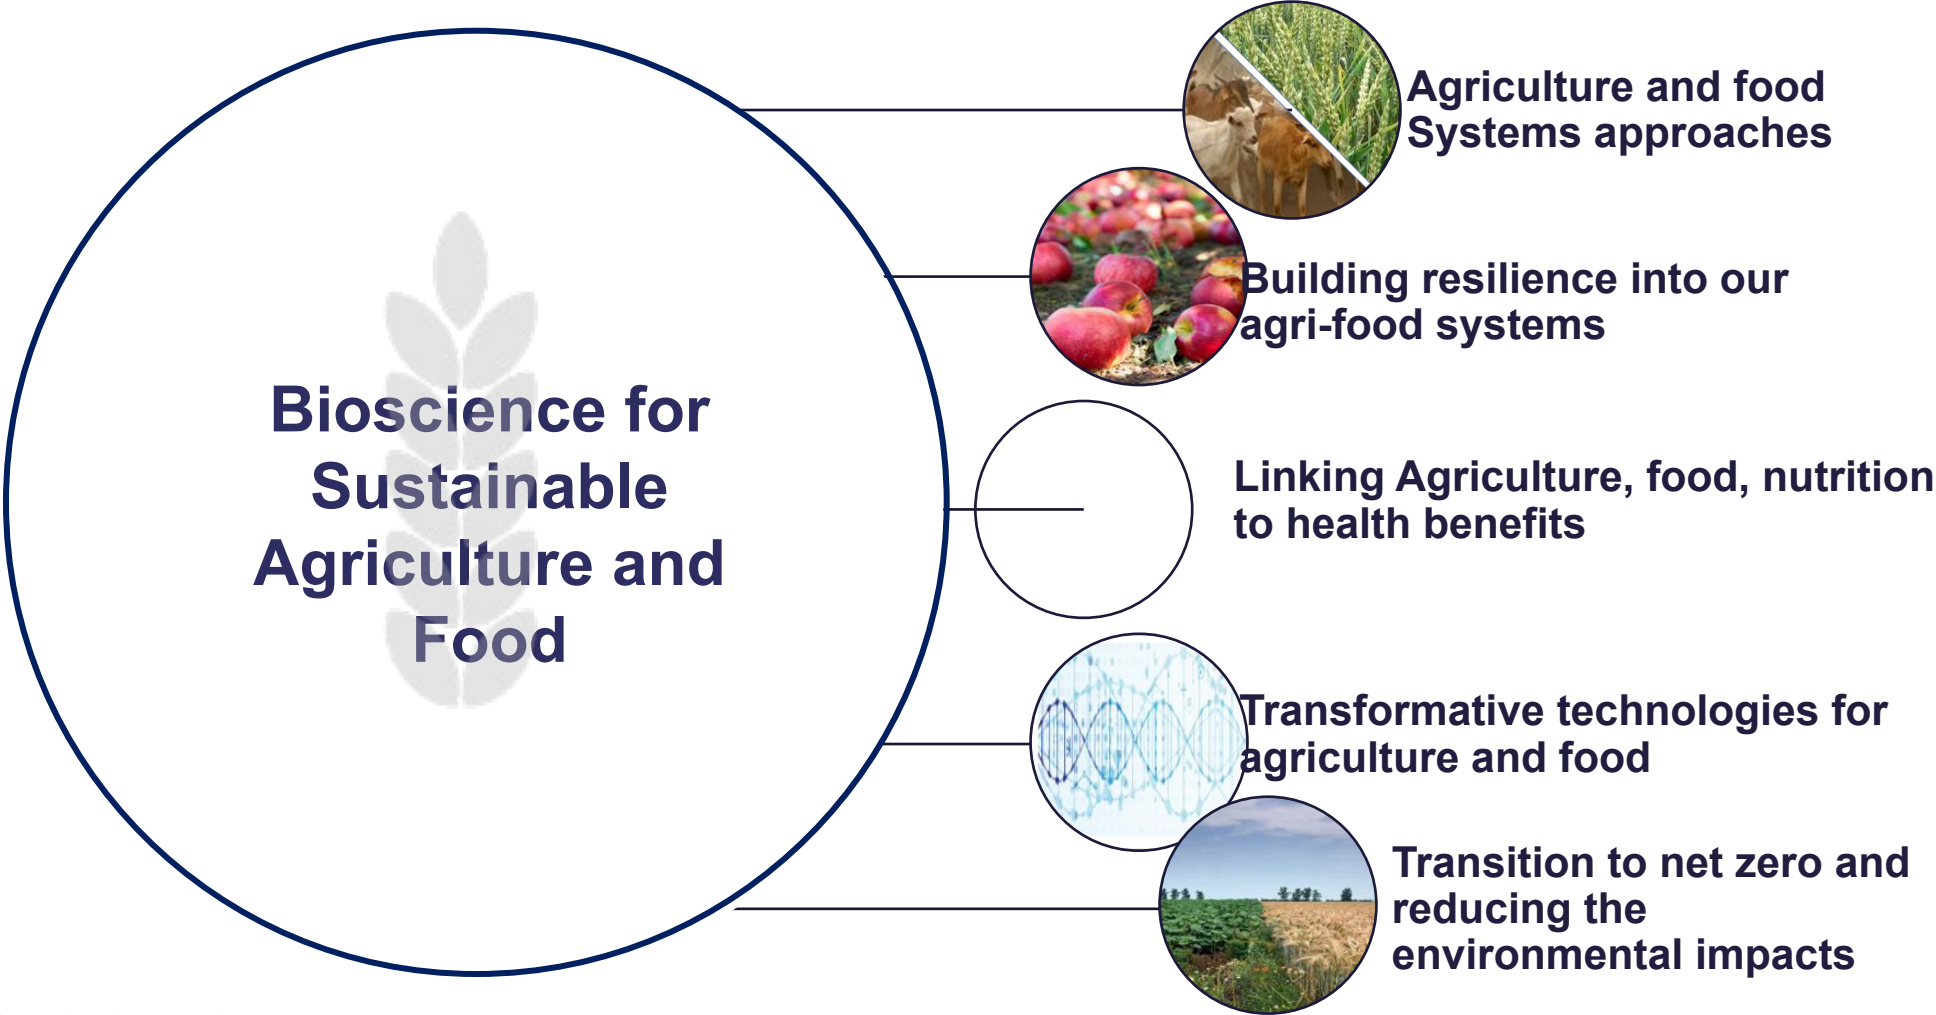 Bioscience for
Sustainable
Agriculture and
Food
Agriculture and food
Systems approaches
Building resilience into our
agri-food systems
Linking Agriculture, food, nutrition
to health benefits
Transformative technologies for
agriculture and food
Transition to net zero and
reducing the
environmental impacts